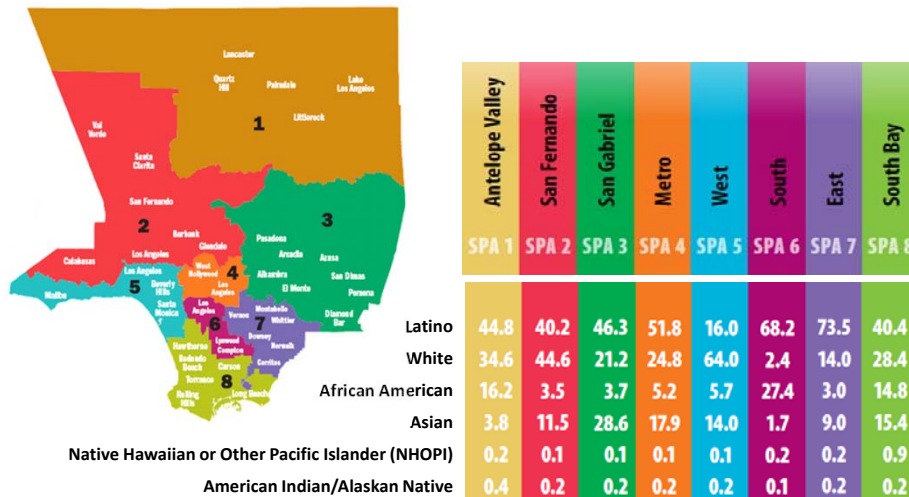 Lancaster
Quartz
Hill
Palmdale
Lake
Los Angeles
Littlerock
1
Val
Verde
Santa
Clarita
San Fernando
2
Burbank
Glendale
Los Angeles
Calabasas
3
Pasadena
Arcadia
Azusa
Alhambra
San Dimas
El Monte
Pomona
Diamond
Bar
West
Hollywood
4
Los
Angeles
Los Angeles
5
Beverly
Hills
Malibu
Santa
Monica
Los
Angeles
6
Lynwood
Compton
Vernon
Montebello
7
Whittier
Downey
Norwalk
Cerritos
Hawthorne
Redondo
Beach
Carson
Torrance
8
Rolling
Hills
Long Beach
Antelope Valley San Fernando San Gabriel Metro West South East South Bay
SPA 1 SPA 2 SPA 3 SPA 4 SPA 5 SPA 6 SPA 7 SPA 8
Latino 44.8 40.2 46.3 51.8 16.0 68.2 73.5 40.4
White 34.6 44.6 21.2 24.8 64.0 2.4 14.0 28.4
African American 16.2 3.5 3.7 5.2 5.7 27.4 3.0 14.8
Asian 3.8 11.5 28.6 17.9 14.0 1.7 9.0 15.4
Native Hawaiian or Other Pacific Islander (NHOPI) 0.2 0.1 0.1 0.1 0.1 0.2 0.2 0.9
American Indian/Alaskan Native 0.4 0.2 0.2 0.2 0.2 0.1 0.2 0.2